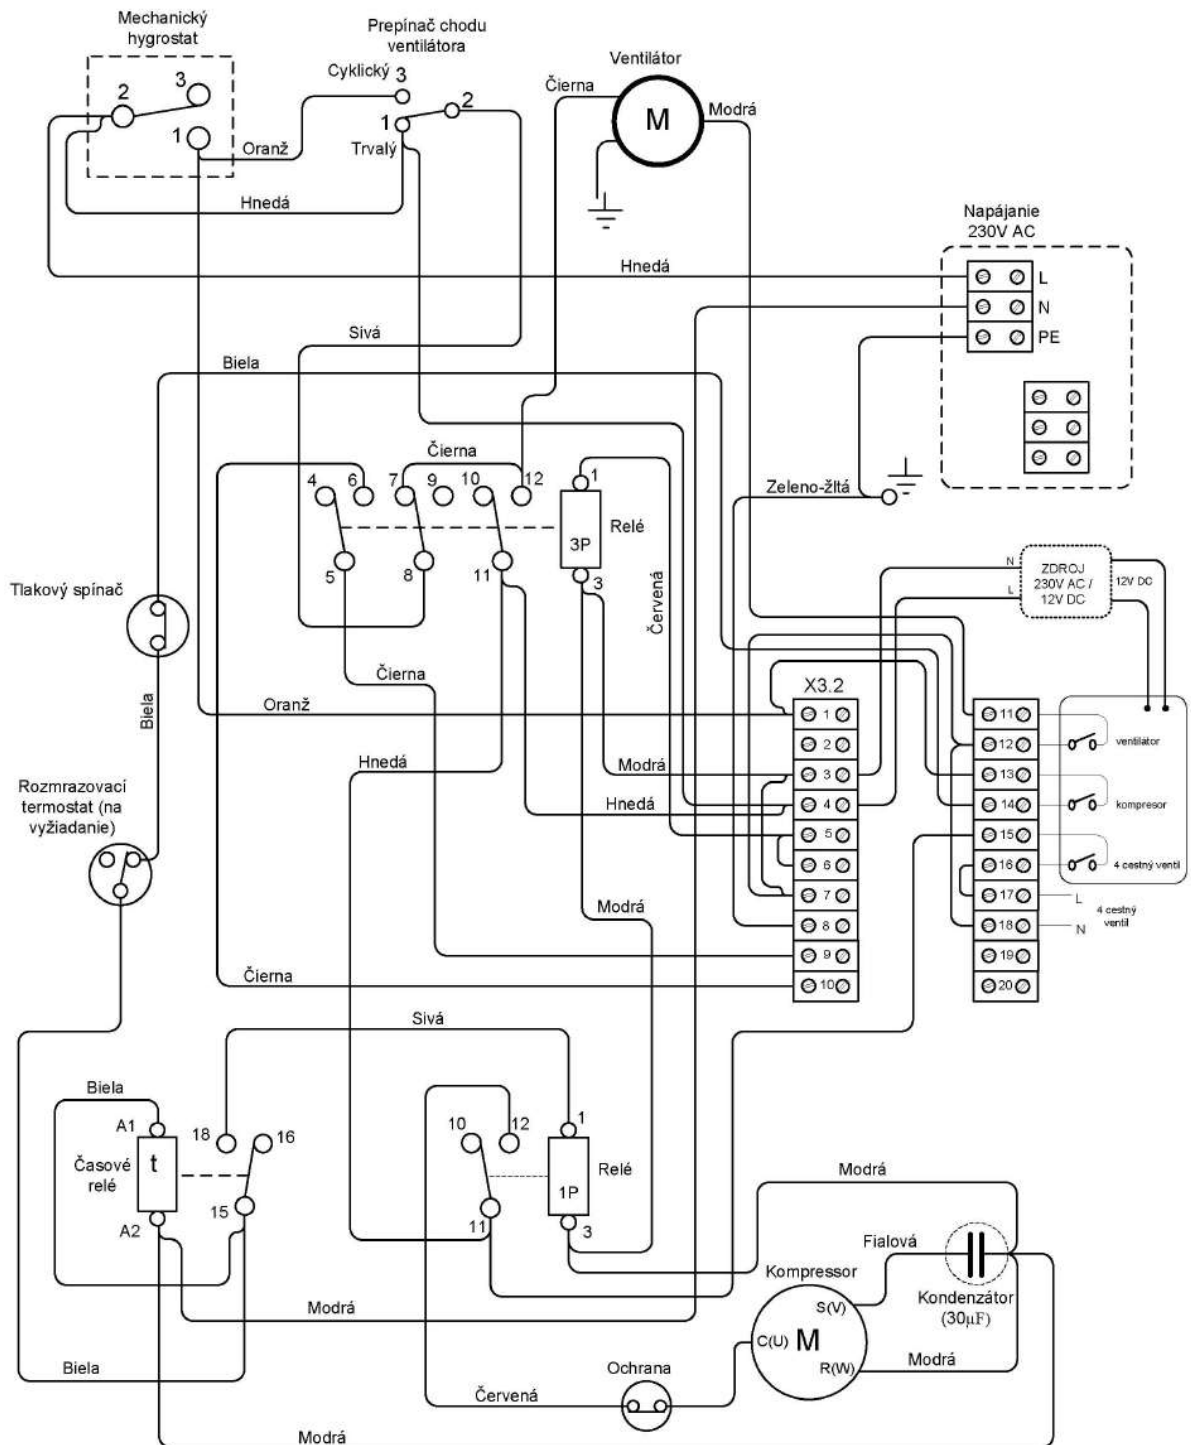 Mechanický
hygrostat
Prepínač chodu
ventilátora
Ventilátor
Cyklický 3
Čierna
Modrá
2
3
1
2
1
M
Oranž
Trvalý
Hnedá
Napájanie
230V AC
Hnedá
L
N
PE
Sivá
Biela
Čierna
4
6
7
9
10
12
1
Zeleno-žltá
Relé
3P
5
8
11
3
Tlakový spínač
Červená
N
L
ZDROJ
230V AC /
12V DC
12V DC
Čierna
X3.2
Biela
Oranž
1
2
3
4
5
6
7
8
9
10
11
12
13
14
15
16
17
18
19
20
ventilátor
kompresor
4 cestný ventil
L
N
4 cestný
ventil
Hnedá
Modrá
Hnedá
Rozmrazovací
termostat (na
vyžiadanie)
Modrá
Čierna
Sivá
Biela
A1
18
16
10
12
1
Časové
relé
t
Relé
1P
15
A2
11
3
Modrá
Fialová
Kompressor
Kondenzátor
(30µF)
S(V)
C(U)
M
R(W)
Modrá
Modrá
Ochrana
Biela
Červená
Modrá